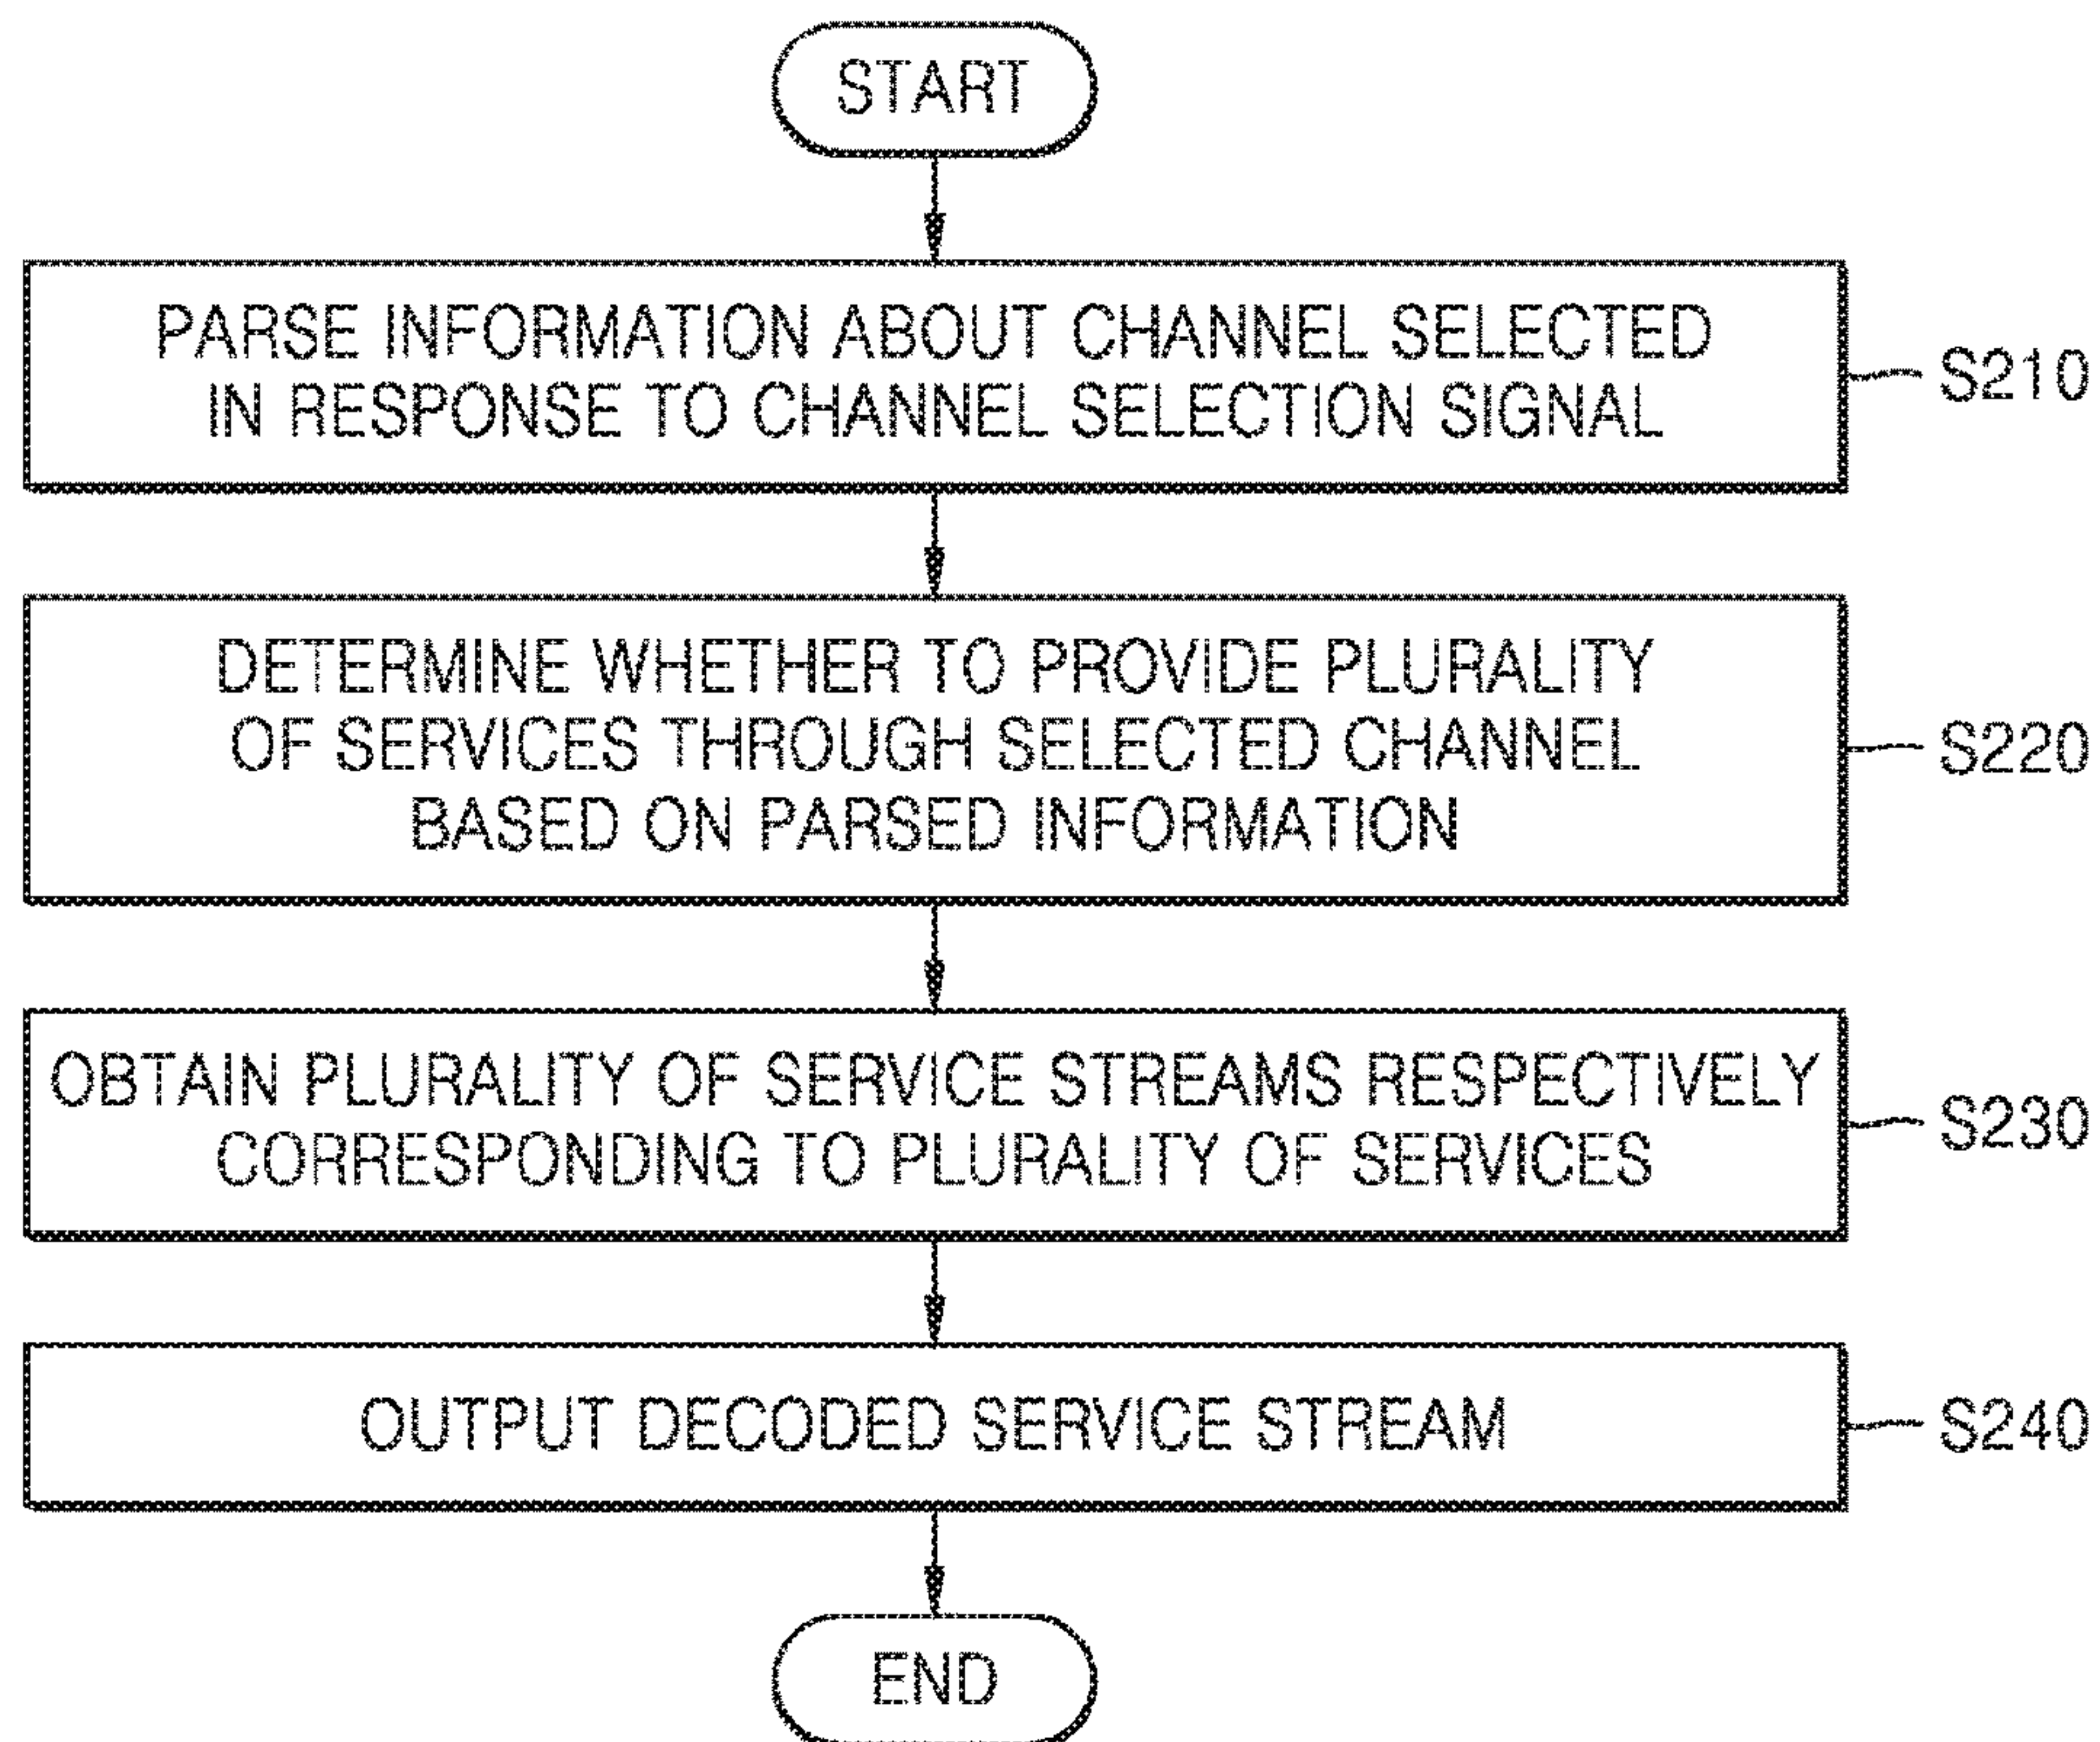 START
PARSE INFORMATION ABOUT CHANNEL SELECTED
IN RESPONSE TO CHANNEL SELECTION SIGNAL
S210
DETERMINE WHETHER TO PROVIDE PLURALITY
OF SERVICES THROUGH SELECTED CHANNEL
BASED ON PARSED INFORMATION
S220
OBTAIN PLURALITY OF SERVICE STREAMS RESPECTIVELY
CORRESPONDING TO PLURALITY OF SERVICES
S230
OUTPUT DECODED SERVICE STREAM
S240
END